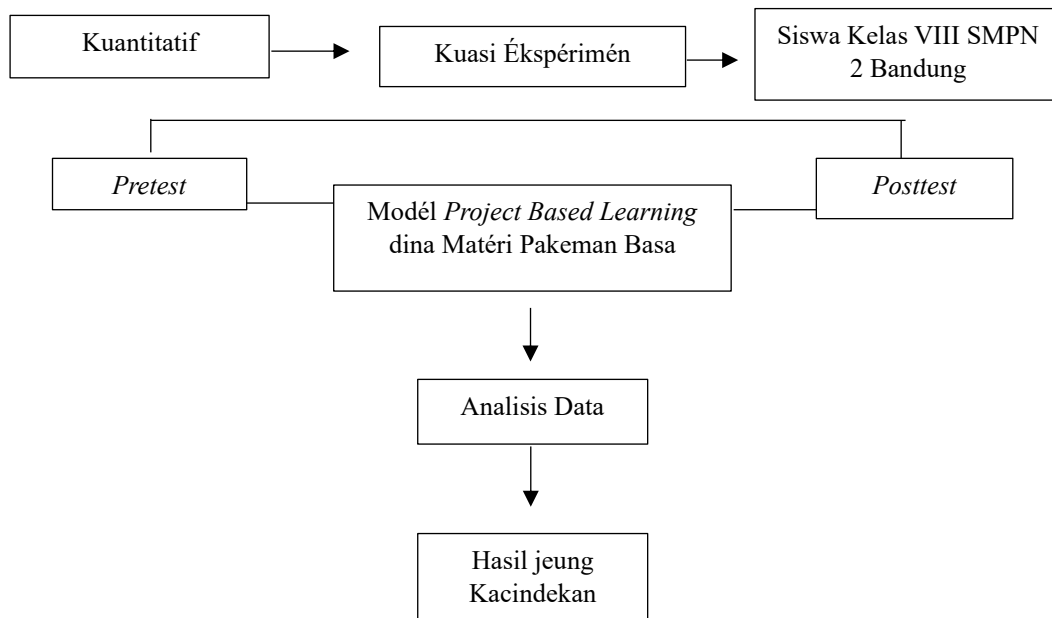 Kuantitatif
Kuasi Ékspérimén
Siswa Kelas VIII SMPN
2 Bandung
Pretest
Posttest
Modél Project Based Learning
dina Matéri Pakeman Basa
Analisis Data
Hasil jeung
Kacindekan